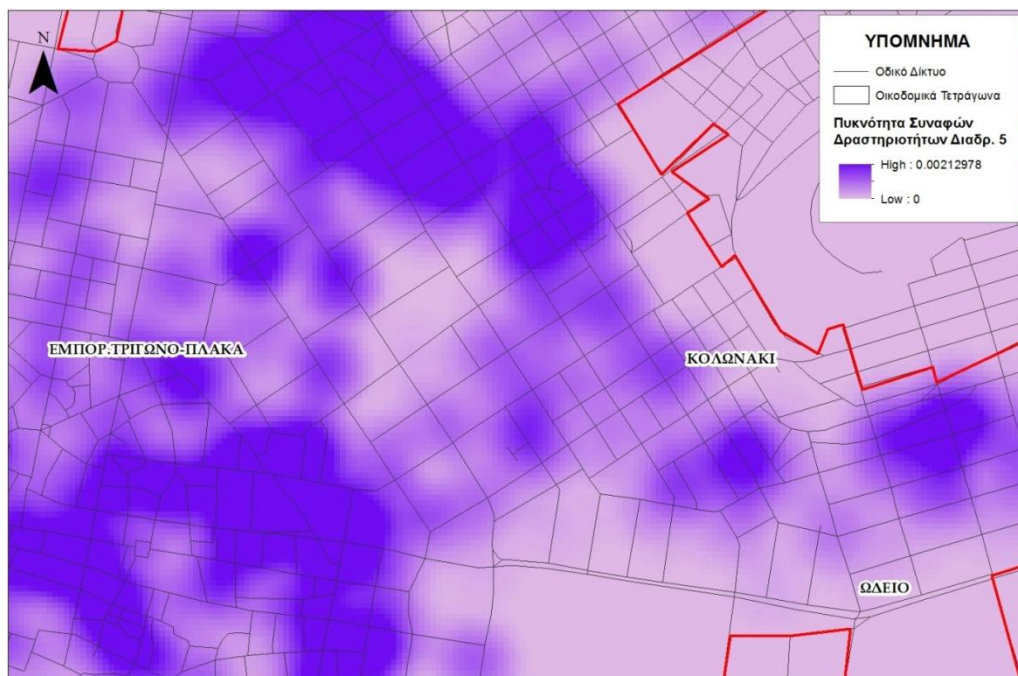 N
ΥΠΟΜΝΗΜΑ
Οδικό Δίκτυο
Οικοδομικά Τετράγωνα
Πυκνότητα Συναφών
Δραστηριοτήτων Διαδρ. 5
High : 0.00212978
Low : 0
ΕΜΠΟΡ.ΤΡΙΓΩΝΟ-ΠΛΑΚΑ
ΚΟΛΩΝΑΚΙ
ΩΔΕΙΟ